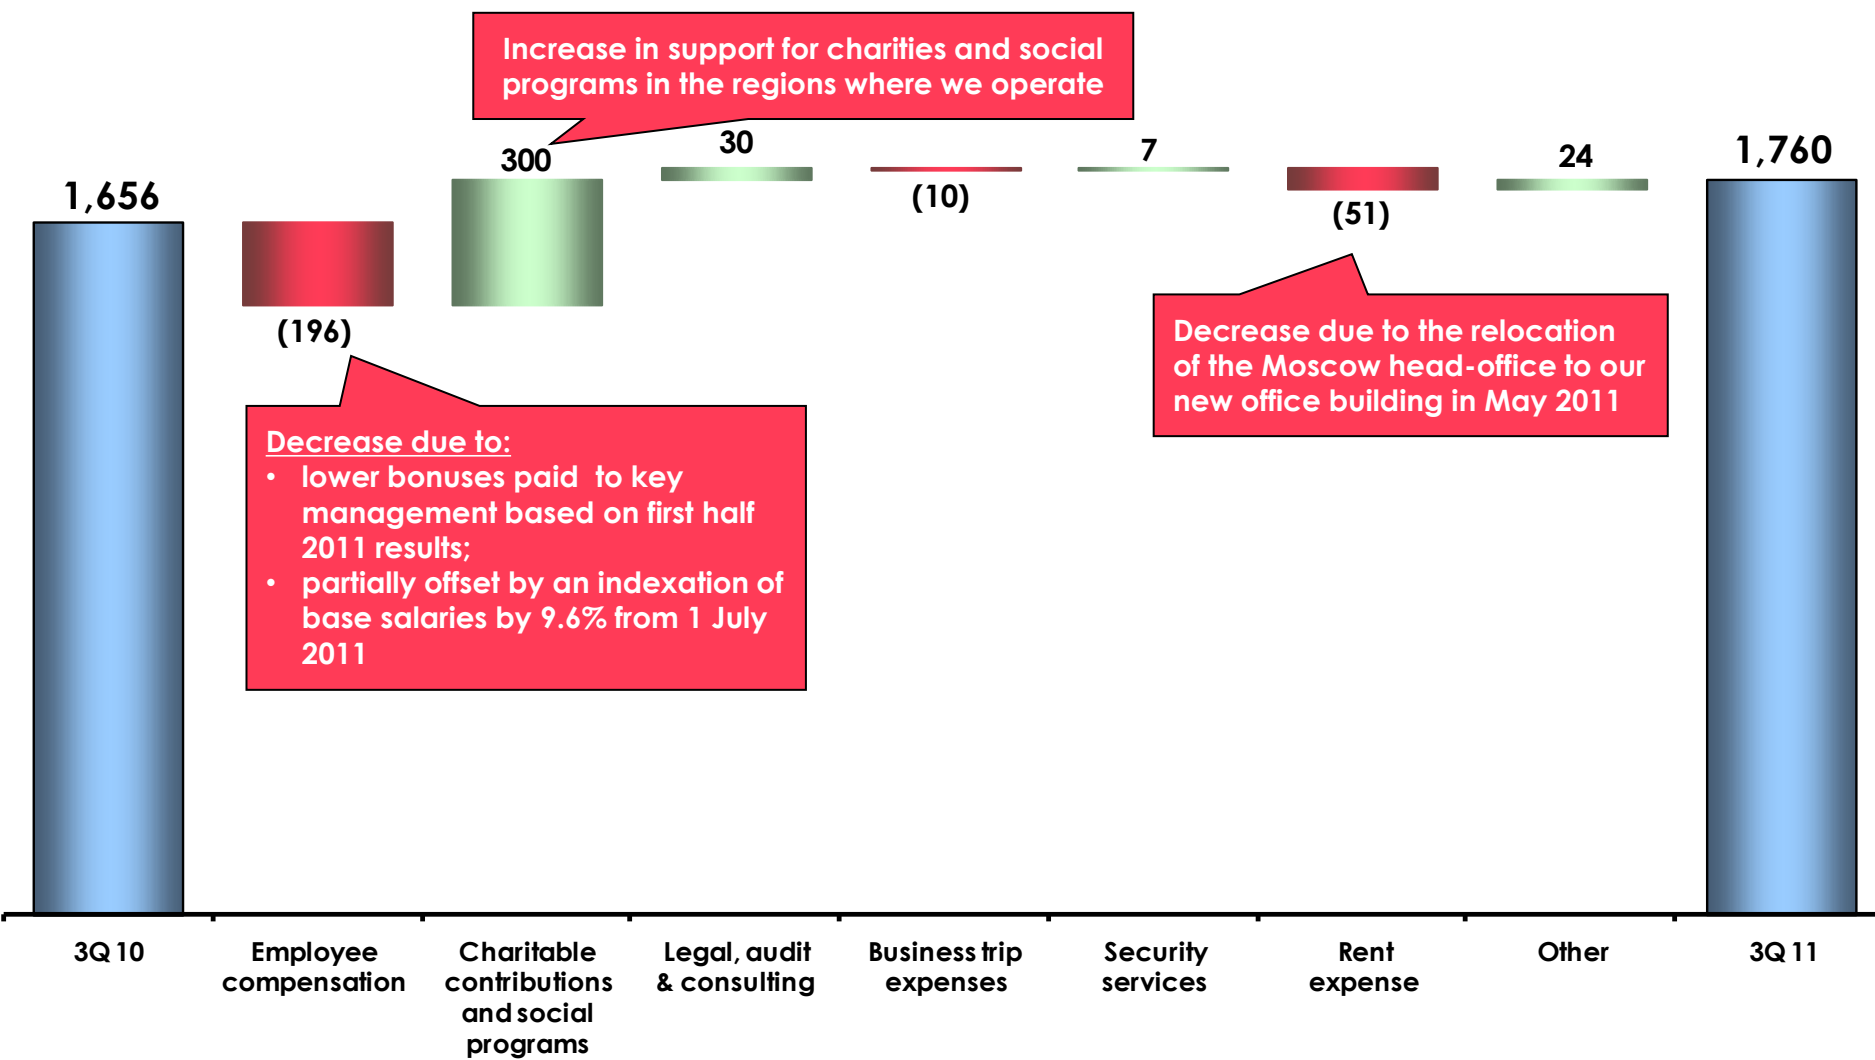 Increase in support for charities and social
programs in the regions where we operate
1,656
(196)
300
30
(10)
7
(51)
24
1,760
Decrease due to:
• lower bonuses paid to key
management based on first half
2011 results;
• partially offset by an indexation of
base salaries by 9.6% from 1 July
2011
Decrease due to the relocation
of the Moscow head-office to our
new office building in May 2011
3Q 10
Employee
compensation
Charitable
contributions
and social
programs
Legal, audit
& consulting
Business trip
expenses
Security
services
Rent
expense
Other
3Q 11